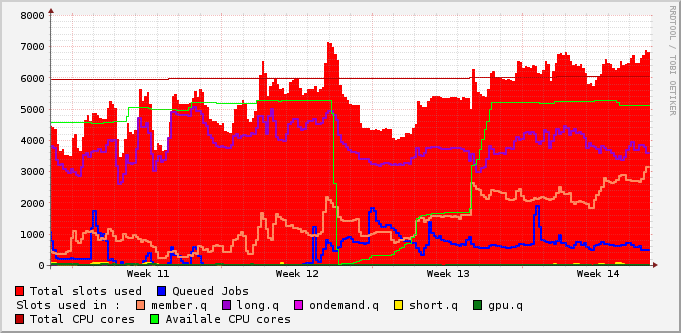 8000
7000
6000
5000
4000
3000
2000
1000
0
Week 11 Week 12 Week 13 Week 14
RRDTOOL / TOBI OETIKER
Total slots used Queued Jobs
Slots used in : member.q long.q ondemand.q short.q gpu.q
Total CPU cores Availale CPU cores